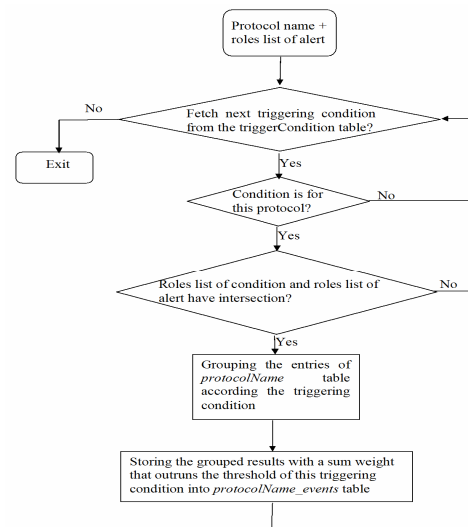 Protocol name +
roles list of alert
No
Fetch next triggering condition
from the triggerCondition table?
Exit
Yes
Condition is for
this protocol?
No
Yes
Roles list of condition and roles list of
alert have intersection?
No
Yes
Grouping the entries of
protocolName table
according the triggering
condition
Storing the grouped results with a sum weight
that outruns the threshold of this triggering
condition into protocolName_events table